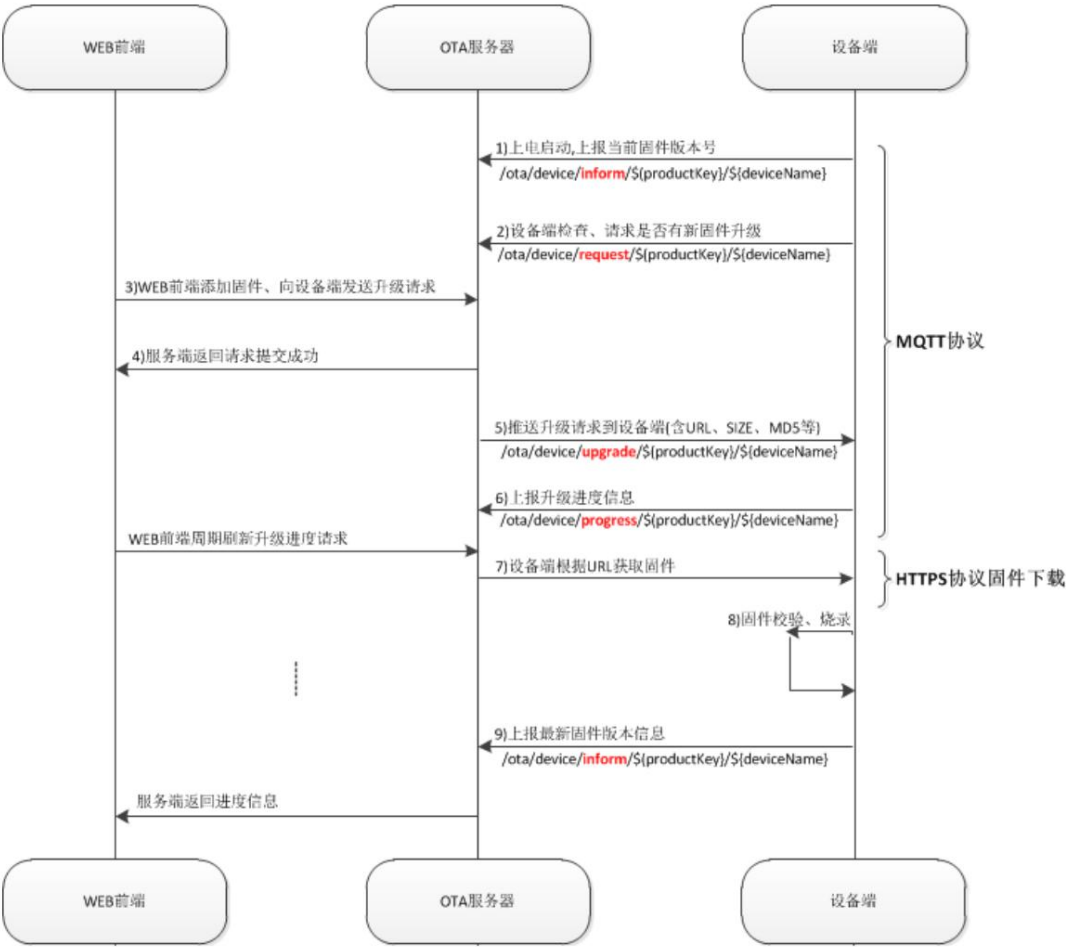 WEB前端
OTA服务器
设备端
1)上电启动,上报当前固件版本号
/ota/device/inform/$(productKey}/${deviceName}
2)设备端检查、请求是否有新固件升级
/ota/device/request/$(productKey}/${deviceName}
3)WEB前端添加固件、向设备端发送升级请求
MQTT协议
4)服务端返回请求提交成功
5)推送升级请求到设备端(含URL、SIZE、MD5等)
/ota/device/upgrade/$(productKey}/${deviceName}
6)上报升级进度信息
/ota/device/progress/$(productKey}/${deviceName}
WEB前端周期刷新升级进度请求
7)设备端根据URL获取固件
HTTPS协议固件下载
8)固件校验、烧录
9)上报最新固件版本信息
/ota/device/inform/$(productKey}/${deviceName}
服务端返回进度信息
WEB前端
OTA服务器
设备端